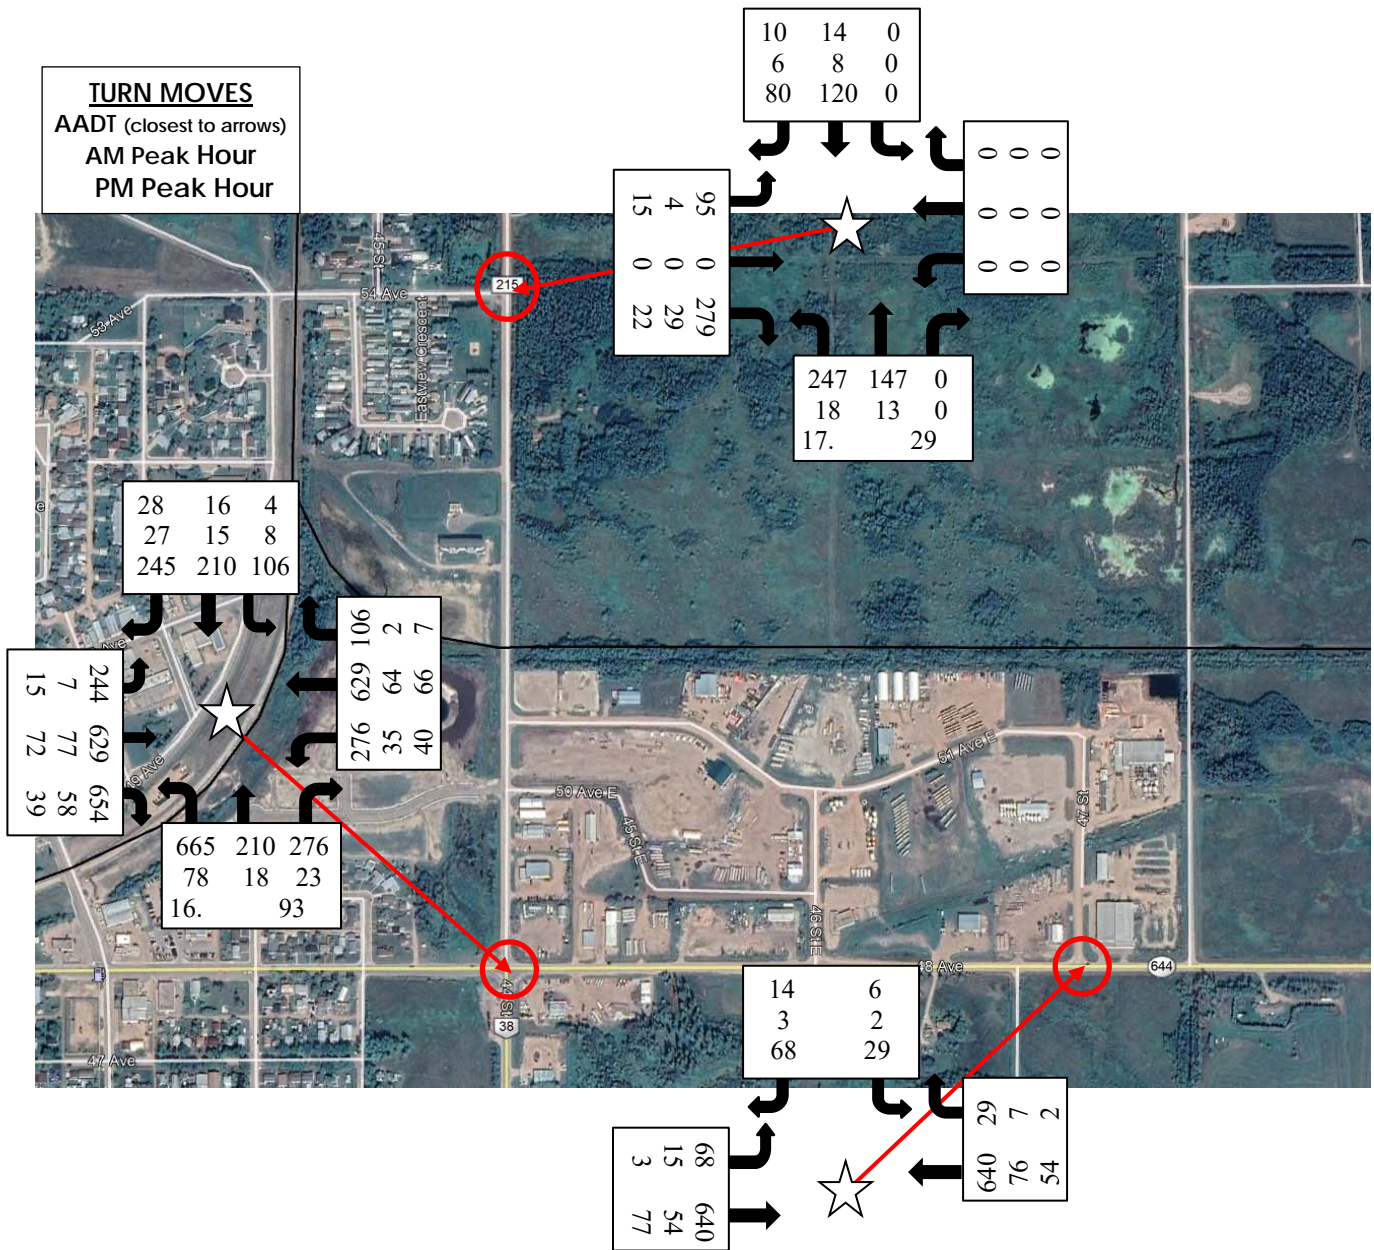 TURN MOVES
AADT (closest to arrows)
AM Peak Hour
PM Peak Hour
10 14 0
6 8 0
80 120 0
0 0 0
0 0 0
0 0 0
95 0 279
4 0 29
15 0 22
247 147 0
18 13 0
17. 29
215
45 St
54 Ave
53 Ave
Eastview Crescent
28 16 4
27 15 8
245 210 106
Ave
106 629 276
2 64 35
7 66 40
244 629 654
7 77 58
15 72 39
49 Ave
665 210 276
78 18 23
16. 93
50 Ave E
45 St E
51 Ave E
47 St
46 St E
48 Ave
644
44 St
38
47 Ave
14 6
3 2
68 29
29 640
7 76
2 54
68 640
15 54
3 77